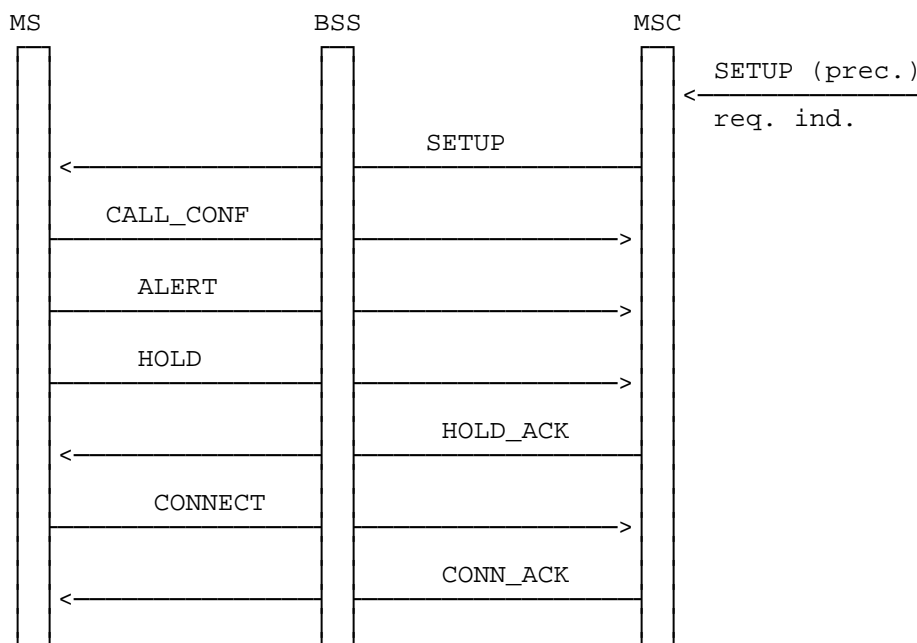 MS BSS MSC
SETUP (prec.)
req. ind.
SETUP
CALL_CONF
ALERT
HOLD
HOLD_ACK
CONNECT
CONN_ACK